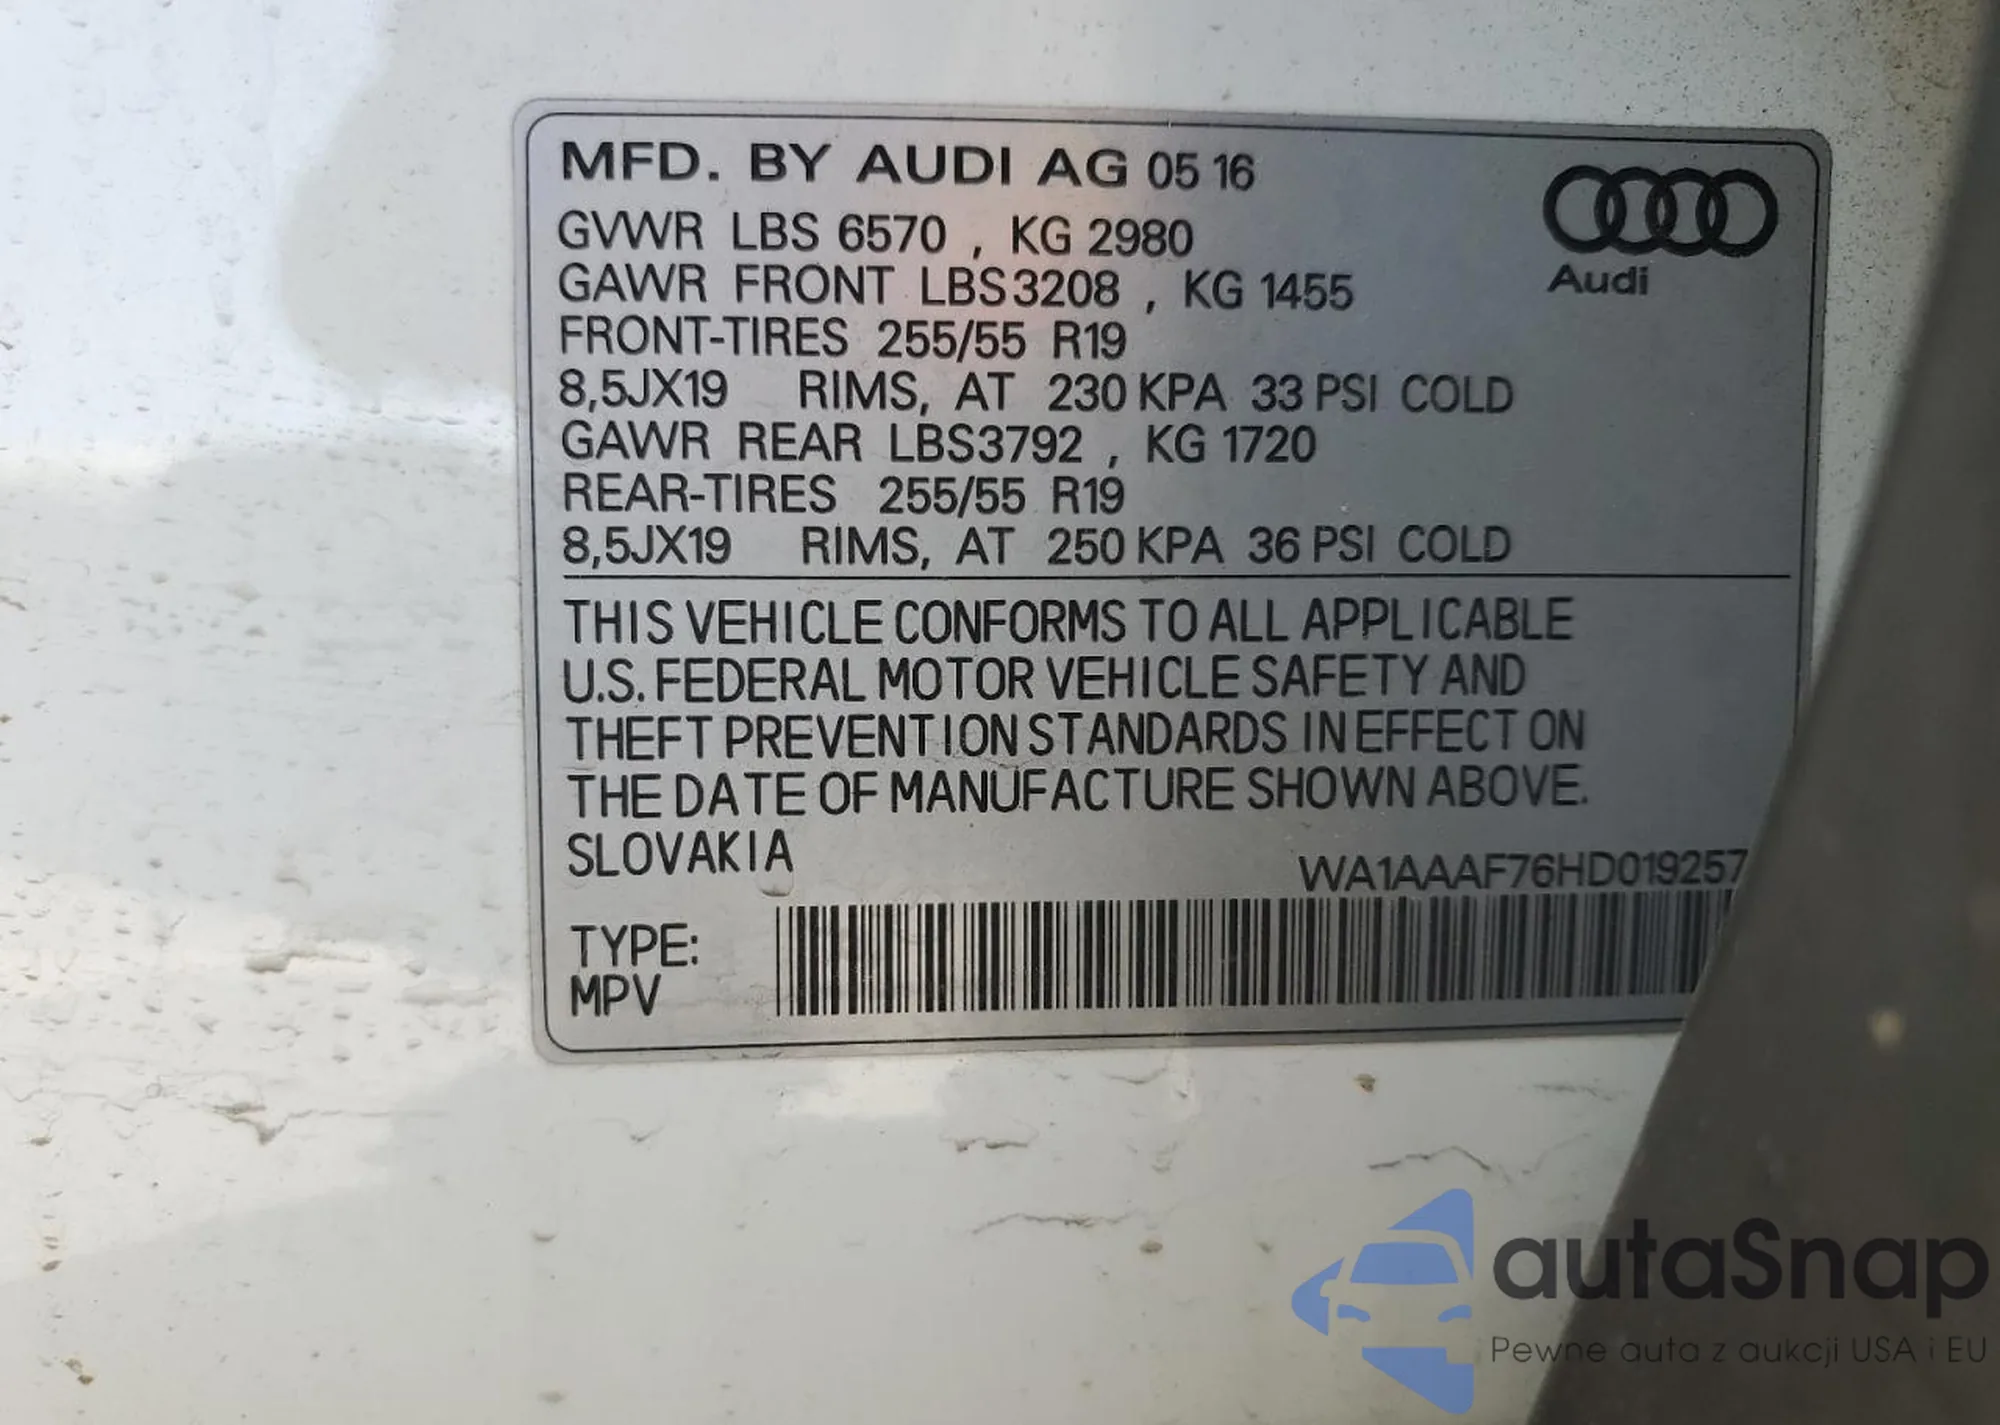 MFD. BY AUDI AG 05 16
GVWR LBS 6570 , KG 2980
GAWR FRONT LBS3208 , KG 1455
FRONT-TIRES 255/55 R19
8,5JX19 RIMS, AT 230 KPA 33 PSI COLD
GAWR REAR LBS3792 , KG 1720
REAR-TIRES 255/55 R19
8,5JX19 RIMS, AT 250 KPA 36 PSI COLD
Audi
THIS VEHICLE CONFORMS TO ALL APPLICABLE
U.S. FEDERAL MOTOR VEHICLE SAFETY AND
THEFT PREVENTION STANDARDS IN EFFECT ON
THE DATE OF MANUFACTURE SHOWN ABOVE.
SLOVAKIA
WA1AAAF76HD019257
TYPE:
MPV
autaSnap
Pewne auta z aukcji USA i EU